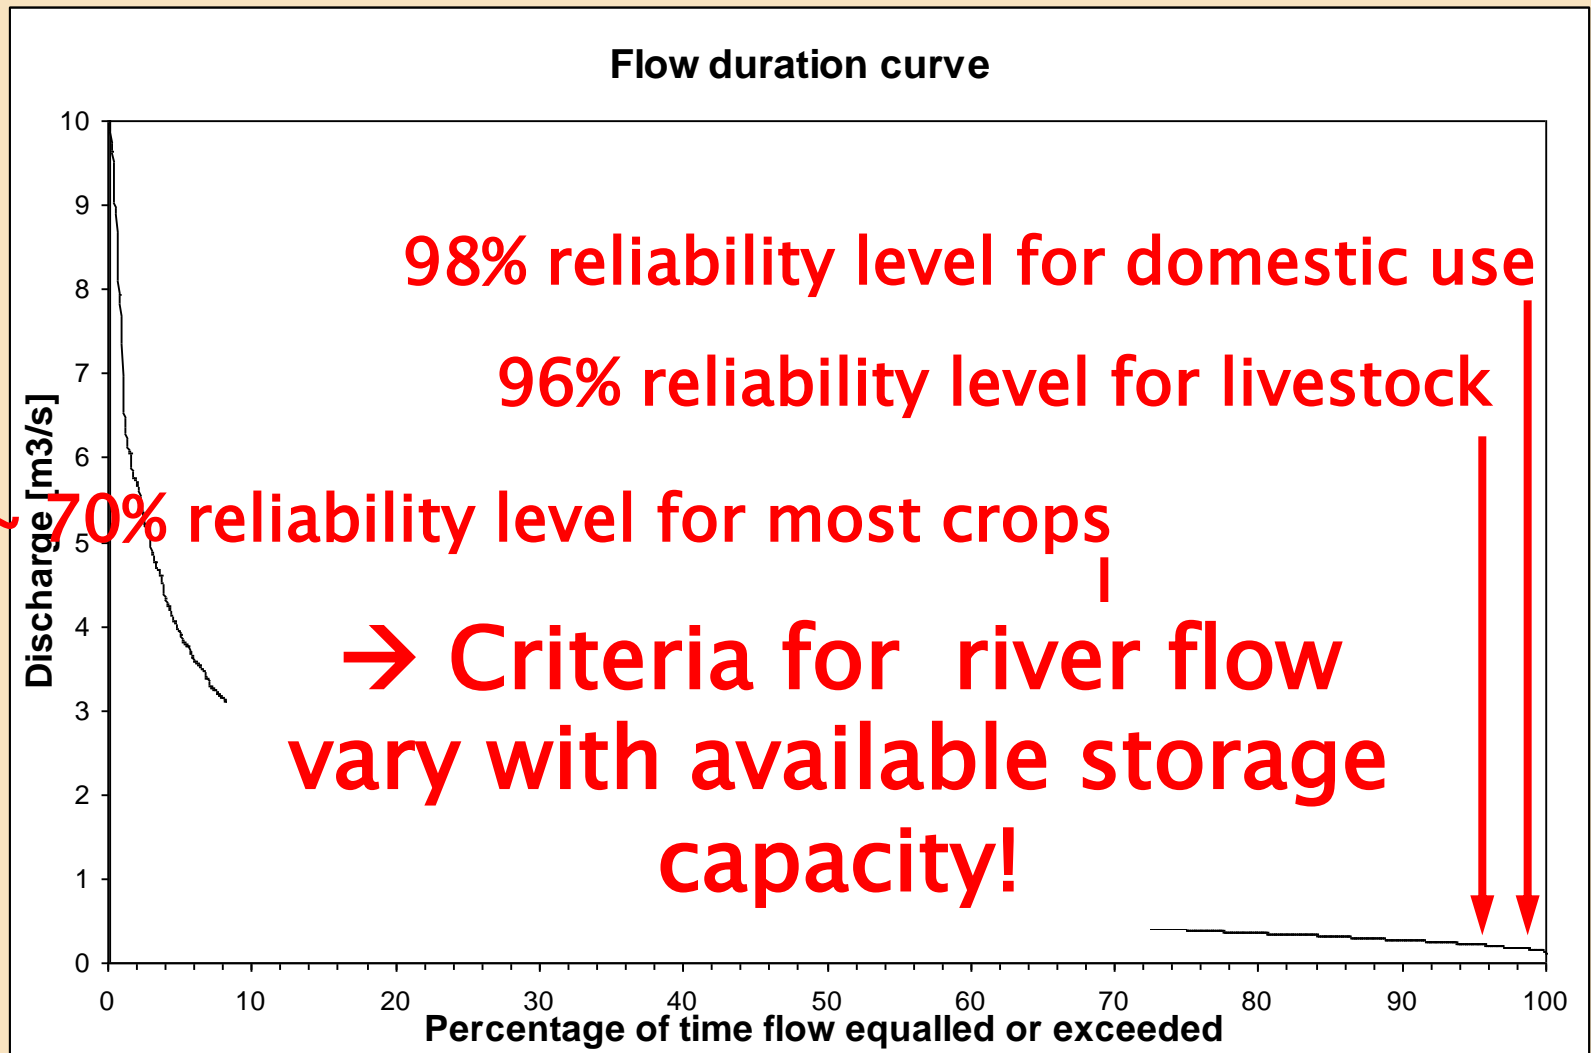 Flow duration curve
10
9
8
7
6
5
4
3
2
1
0
Discharge [m3/s]
98% reliability level for domestic use
96% reliability level for livestock
~ 70% reliability level for most crops
→ Criteria for river flow
vary with available storage
capacity!
0 10 20 30 40 50 60 70 80 90 100
Percentage of time flow equalled or exceeded